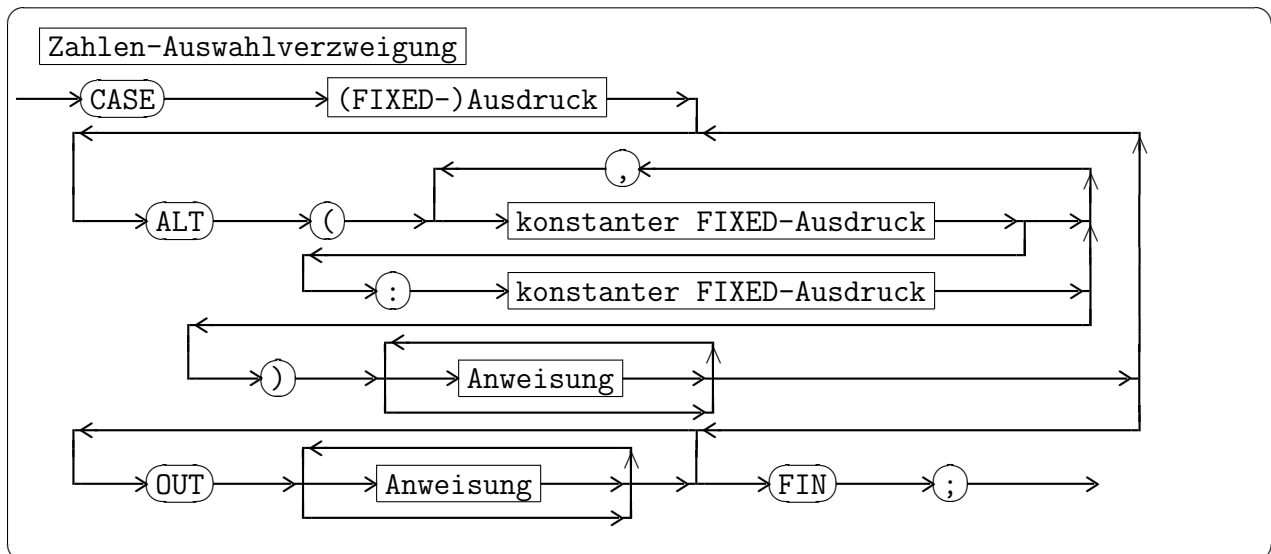 Zahlen-Auswahlverzweigung
CASE (FIXED-)Ausdruck
,
ALT ( konstanter FIXED-Ausdruck
: konstanter FIXED-Ausdruck
) Anweisung
OUT Anweisung FIN ;